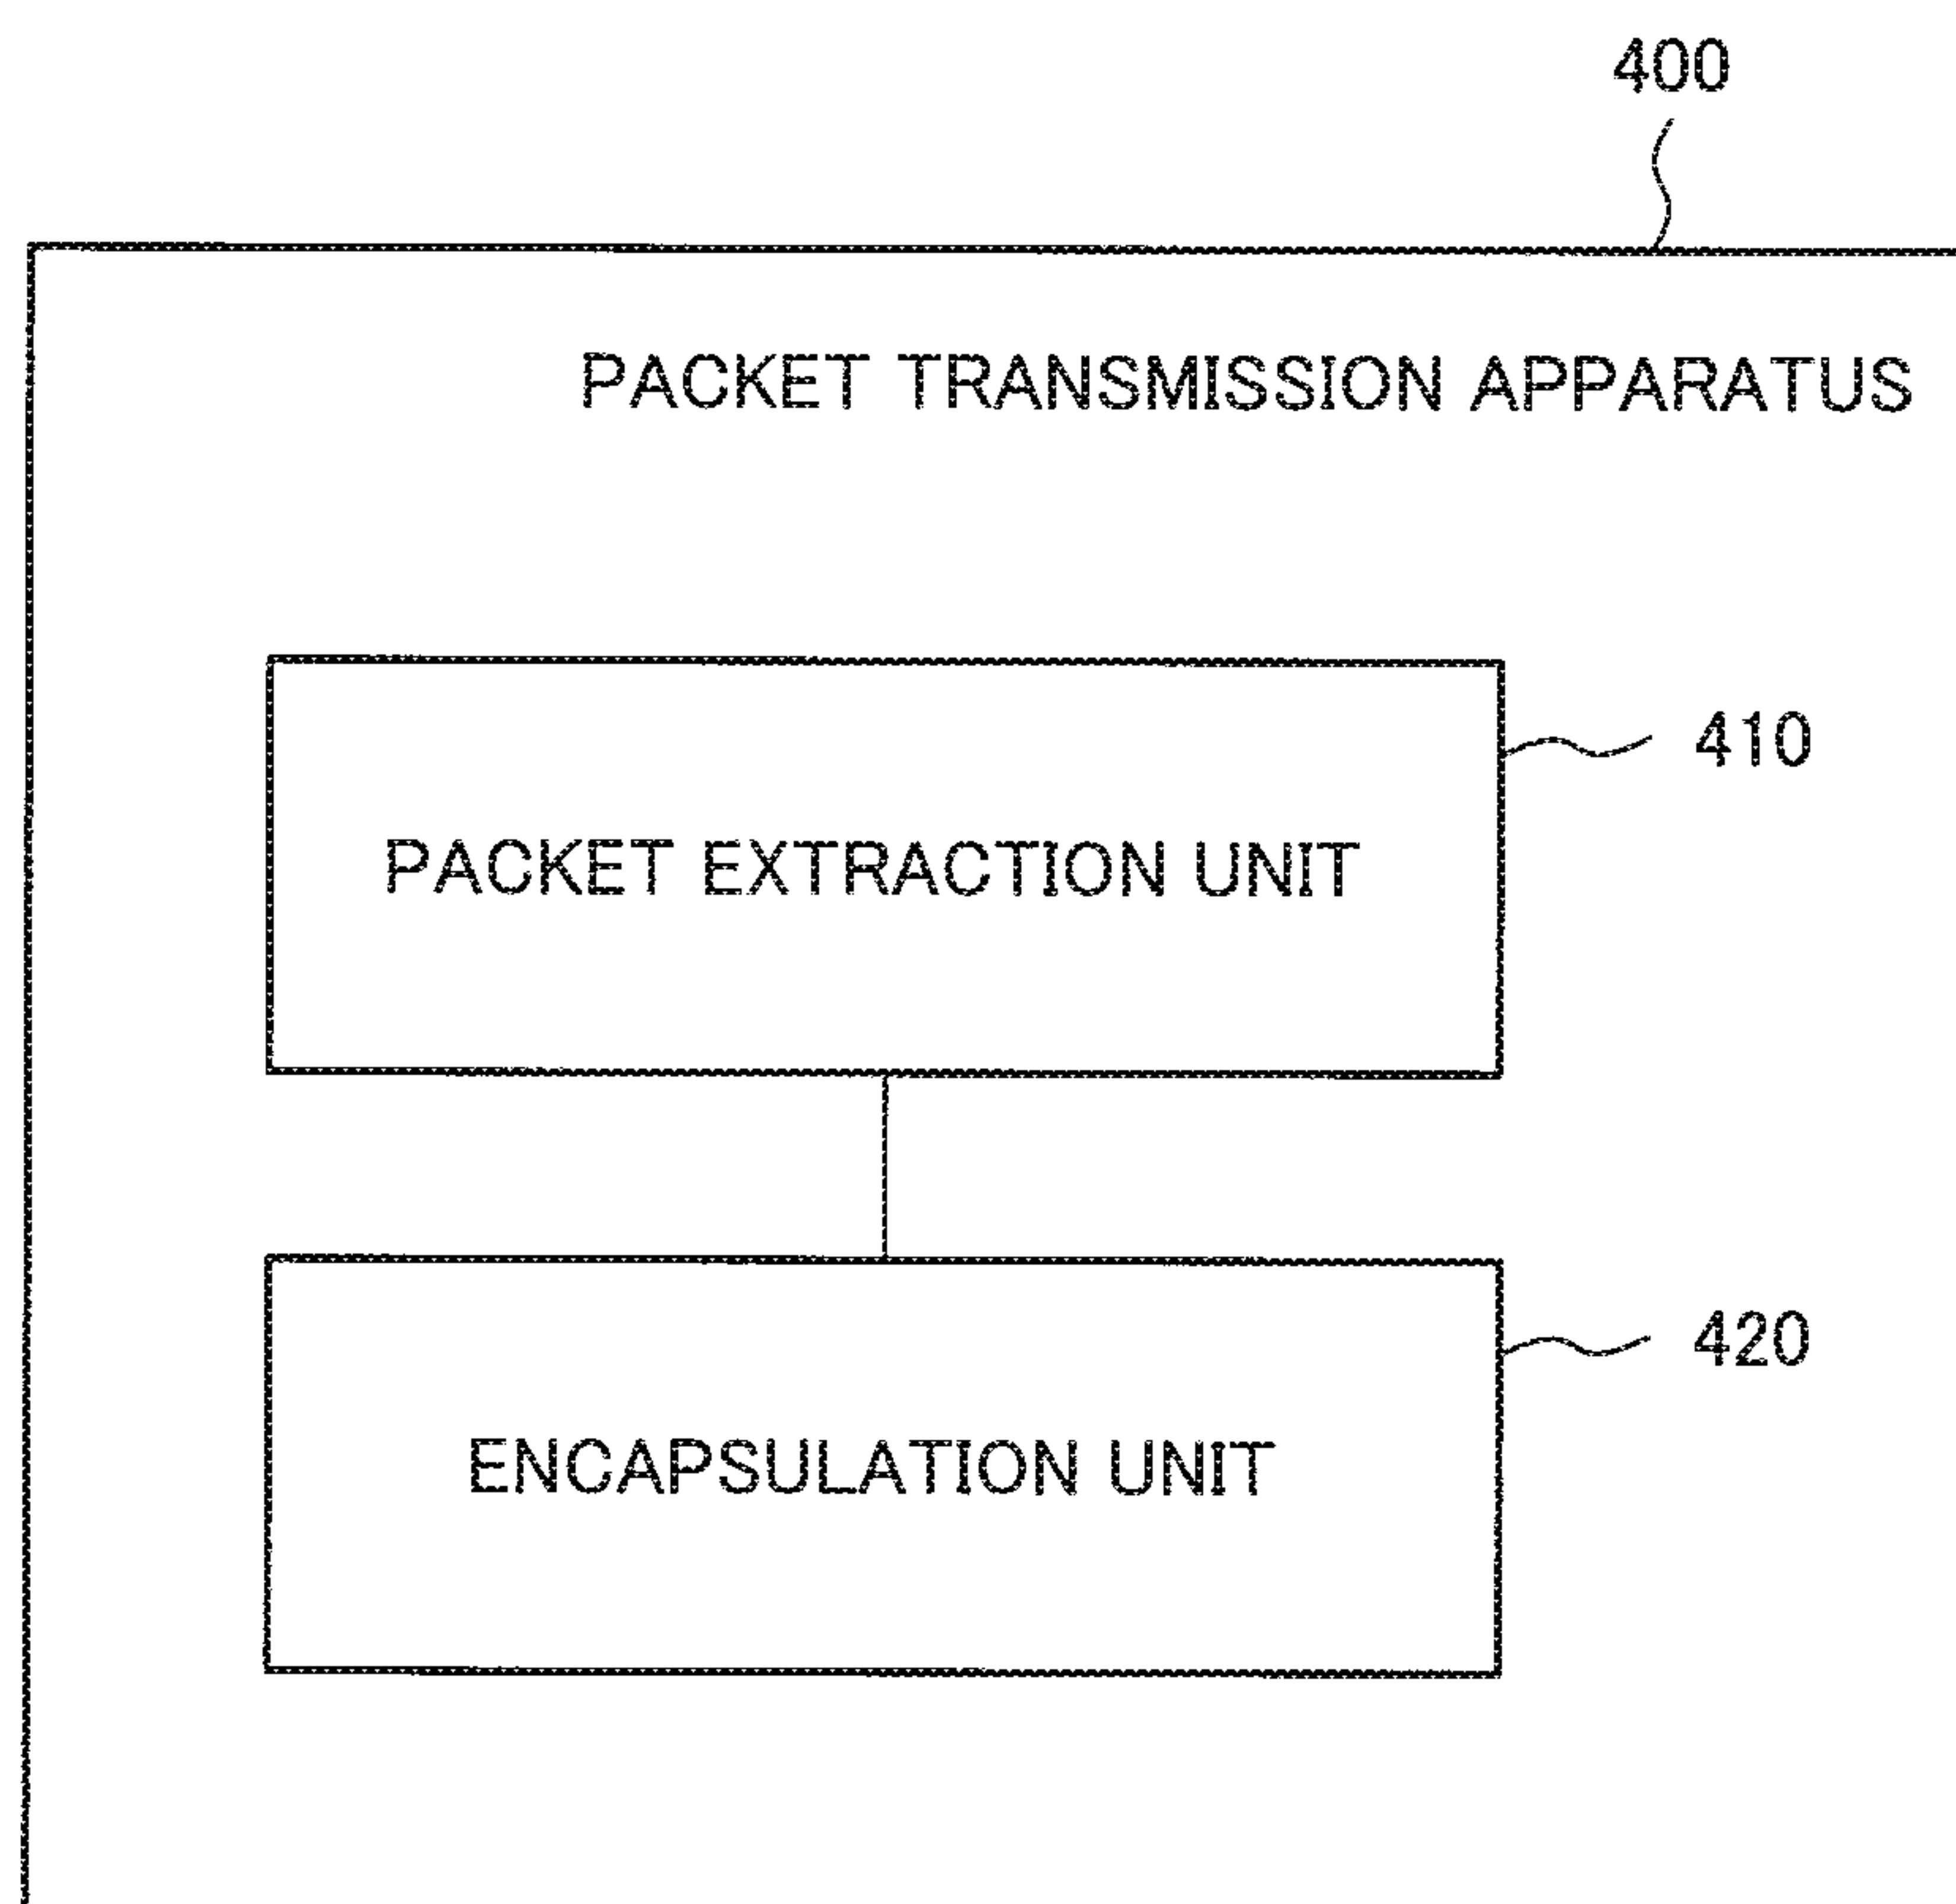 400
PACKET TRANSMISSION APPARATUS
410
PACKET EXTRACTION UNIT
420
ENCAPSULATION UNIT